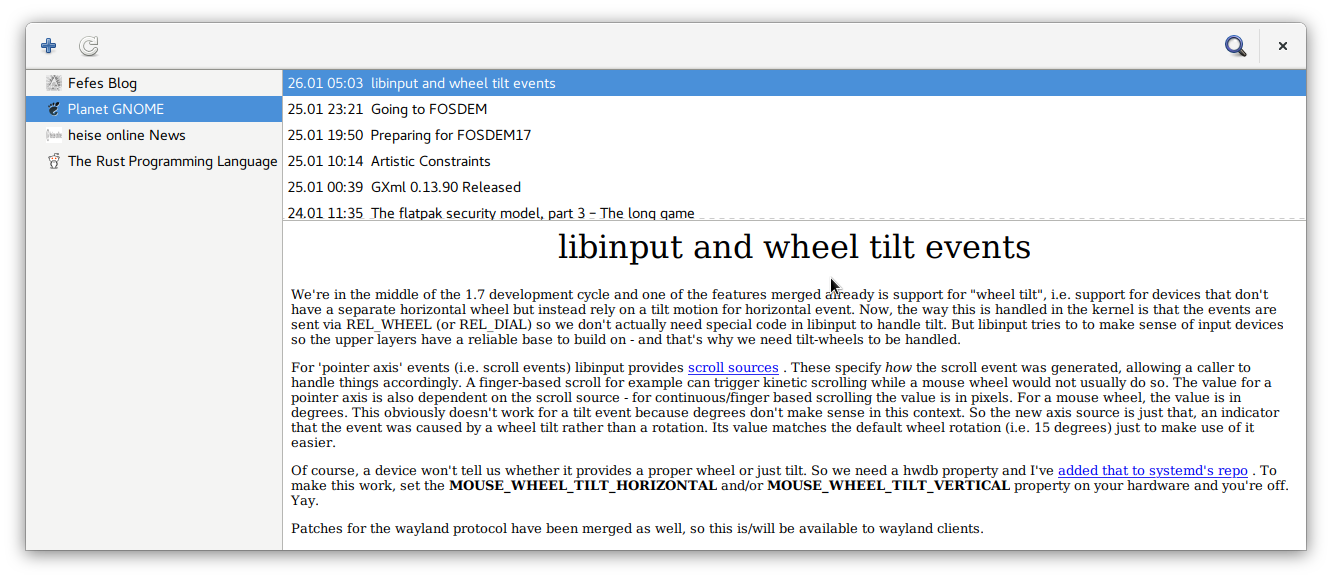 Fefes Blog
Planet GNOME
heise online News
The Rust Programming Language
26.01 05:03 libinput and wheel tilt events
25.01 23:21 Going to FOSDEM
25.01 19:50 Preparing for FOSDEM17
25.01 10:14 Artistic Constraints
25.01 00:39 GXml 0.13.90 Released
24.01 11:35 The flatpak security model, part 3 – The long game
libinput and wheel tilt events
We're in the middle of the 1.7 development cycle and one of the features merged already is support for "wheel tilt", i.e. support for devices that don't
have a separate horizontal wheel but instead rely on a tilt motion for horizontal event. Now, the way this is handled in the kernel is that the events are
sent via REL_WHEEL (or REL_DIAL) so we don't actually need special code in libinput to handle tilt. But libinput tries to to make sense of input devices
so the upper layers have a reliable base to build on - and that's why we need tilt-wheels to be handled.
For 'pointer axis' events (i.e. scroll events) libinput provides scroll sources . These specify how the scroll event was generated, allowing a caller to
handle things accordingly. A finger-based scroll for example can trigger kinetic scrolling while a mouse wheel would not usually do so. The value for a
pointer axis is also dependent on the scroll source - for continuous/finger based scrolling the value is in pixels. For a mouse wheel, the value is in
degrees. This obviously doesn't work for a tilt event because degrees don't make sense in this context. So the new axis source is just that, an indicator
that the event was caused by a wheel tilt rather than a rotation. Its value matches the default wheel rotation (i.e. 15 degrees) just to make use of it
easier.
Of course, a device won't tell us whether it provides a proper wheel or just tilt. So we need a hwdb property and I've added that to systemd's repo . To
make this work, set the MOUSE_WHEEL_TILT_HORIZONTAL and/or MOUSE_WHEEL_TILT_VERTICAL property on your hardware and you're off.
Yay.
Patches for the wayland protocol have been merged as well, so this is/will be available to wayland clients.